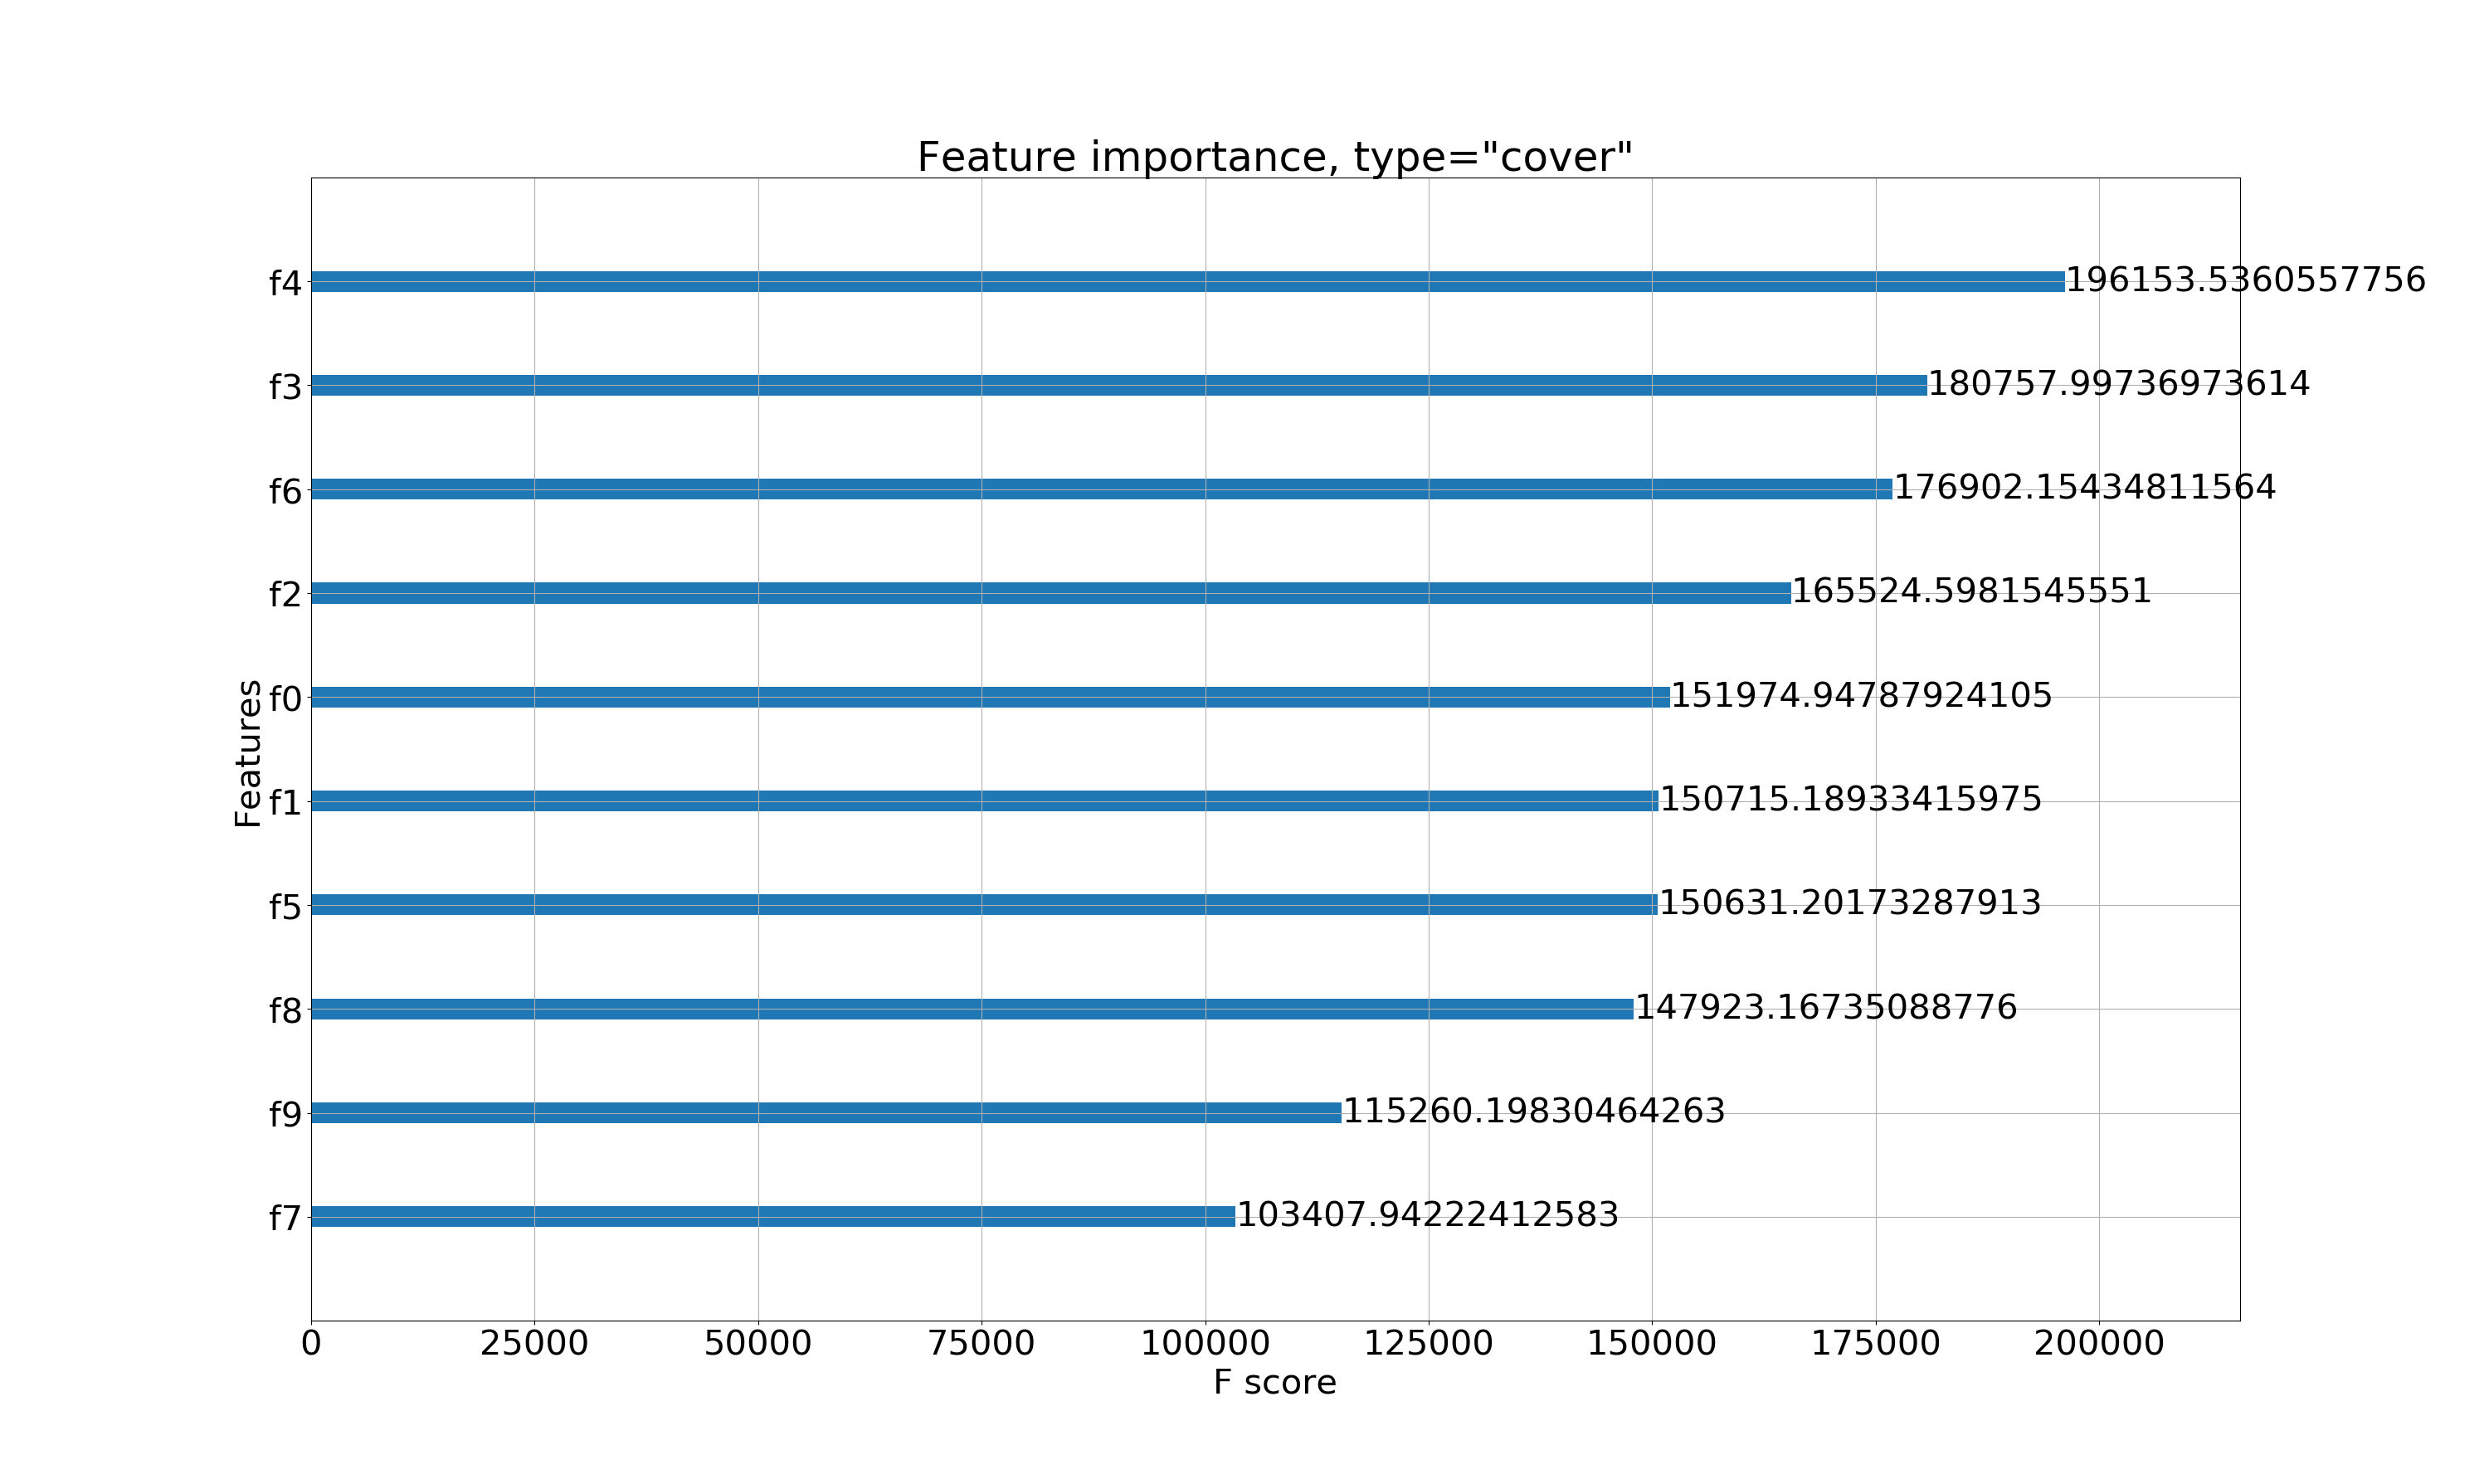 Feature importance, type="cover"
f4 196153.5360557756
f3 180757.99736973614
f6 176902.15434811564
f2 165524.5981545551
f0 151974.94787924105
f1 150715.18933415975
f5 150631.20173287913
f8 147923.16735088776
f9 115260.19830464263
f7 103407.94222412583
Features
0 25000 50000 75000 100000 125000 150000 175000 200000
F score